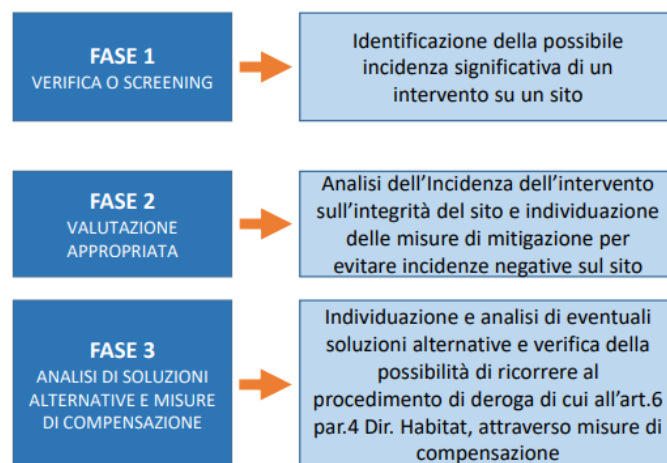 FASE 1
VERIFICA O SCREENING
Identificazione della possibile
incidenza significativa di un
intervento su un sito
FASE 2
VALUTAZIONE
APPROPRIATA
Analisi dell’Incidenza dell’intervento
sull’integrità del sito e individuazione
delle misure di mitigazione per
evitare incidenze negative sul sito
FASE 3
ANALISI DI SOLUZIONI
ALTERNATIVE E MISURE
DI COMPENSAZIONE
Individuazione e analisi di eventuali
soluzioni alternative e verifica della
possibilità di ricorrere al
procedimento di deroga di cui all’art.6
par.4 Dir. Habitat, attraverso misure di
compensazione